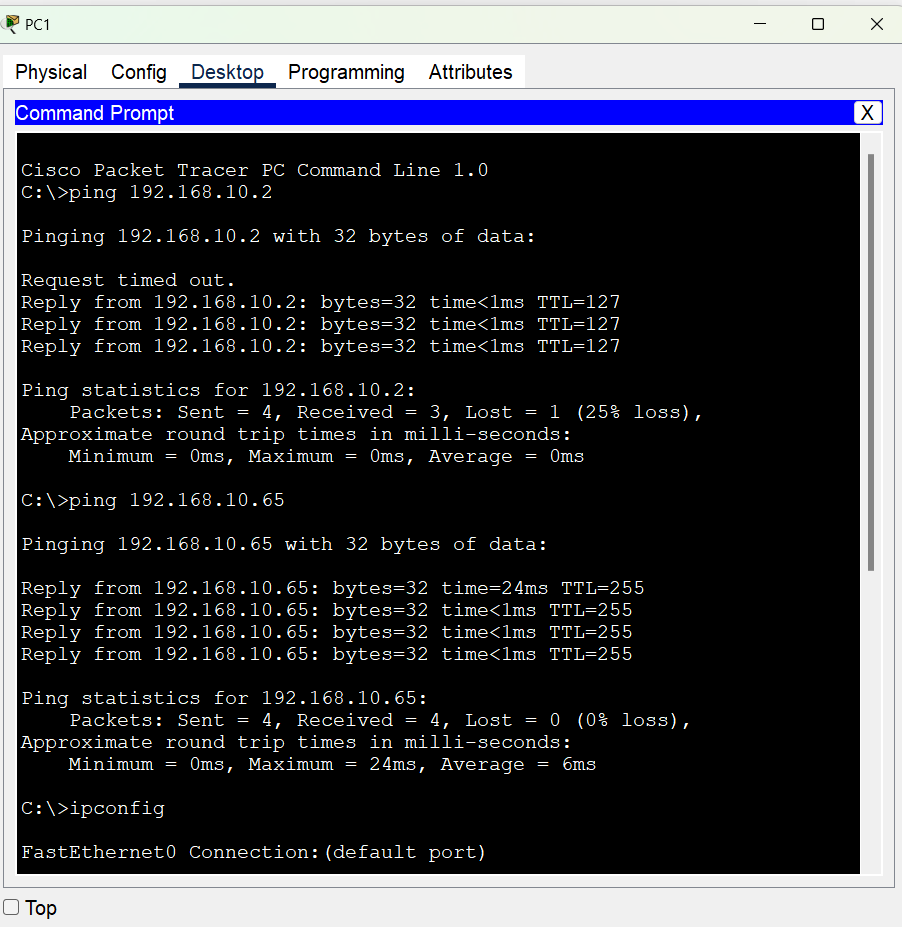 PC1
Physical Config Desktop Programming Attributes
Command Prompt X
Cisco Packet Tracer PC Command Line 1.0
C:\>ping 192.168.10.2
Pinging 192.168.10.2 with 32 bytes of data:
Request timed out.
Reply from 192.168.10.2: bytes=32 time<1ms TTL=127
Reply from 192.168.10.2: bytes=32 time<1ms TTL=127
Reply from 192.168.10.2: bytes=32 time<1ms TTL=127
Ping statistics for 192.168.10.2:
    Packets: Sent = 4, Received = 3, Lost = 1 (25% loss),
Approximate round trip times in milli-seconds:
    Minimum = 0ms, Maximum = 0ms, Average = 0ms
C:\>ping 192.168.10.65
Pinging 192.168.10.65 with 32 bytes of data:
Reply from 192.168.10.65: bytes=32 time=24ms TTL=255
Reply from 192.168.10.65: bytes=32 time<1ms TTL=255
Reply from 192.168.10.65: bytes=32 time<1ms TTL=255
Reply from 192.168.10.65: bytes=32 time<1ms TTL=255
Ping statistics for 192.168.10.65:
    Packets: Sent = 4, Received = 4, Lost = 0 (0% loss),
Approximate round trip times in milli-seconds:
    Minimum = 0ms, Maximum = 24ms, Average = 6ms
C:\>ipconfig
FastEthernet0 Connection:(default port)
Top